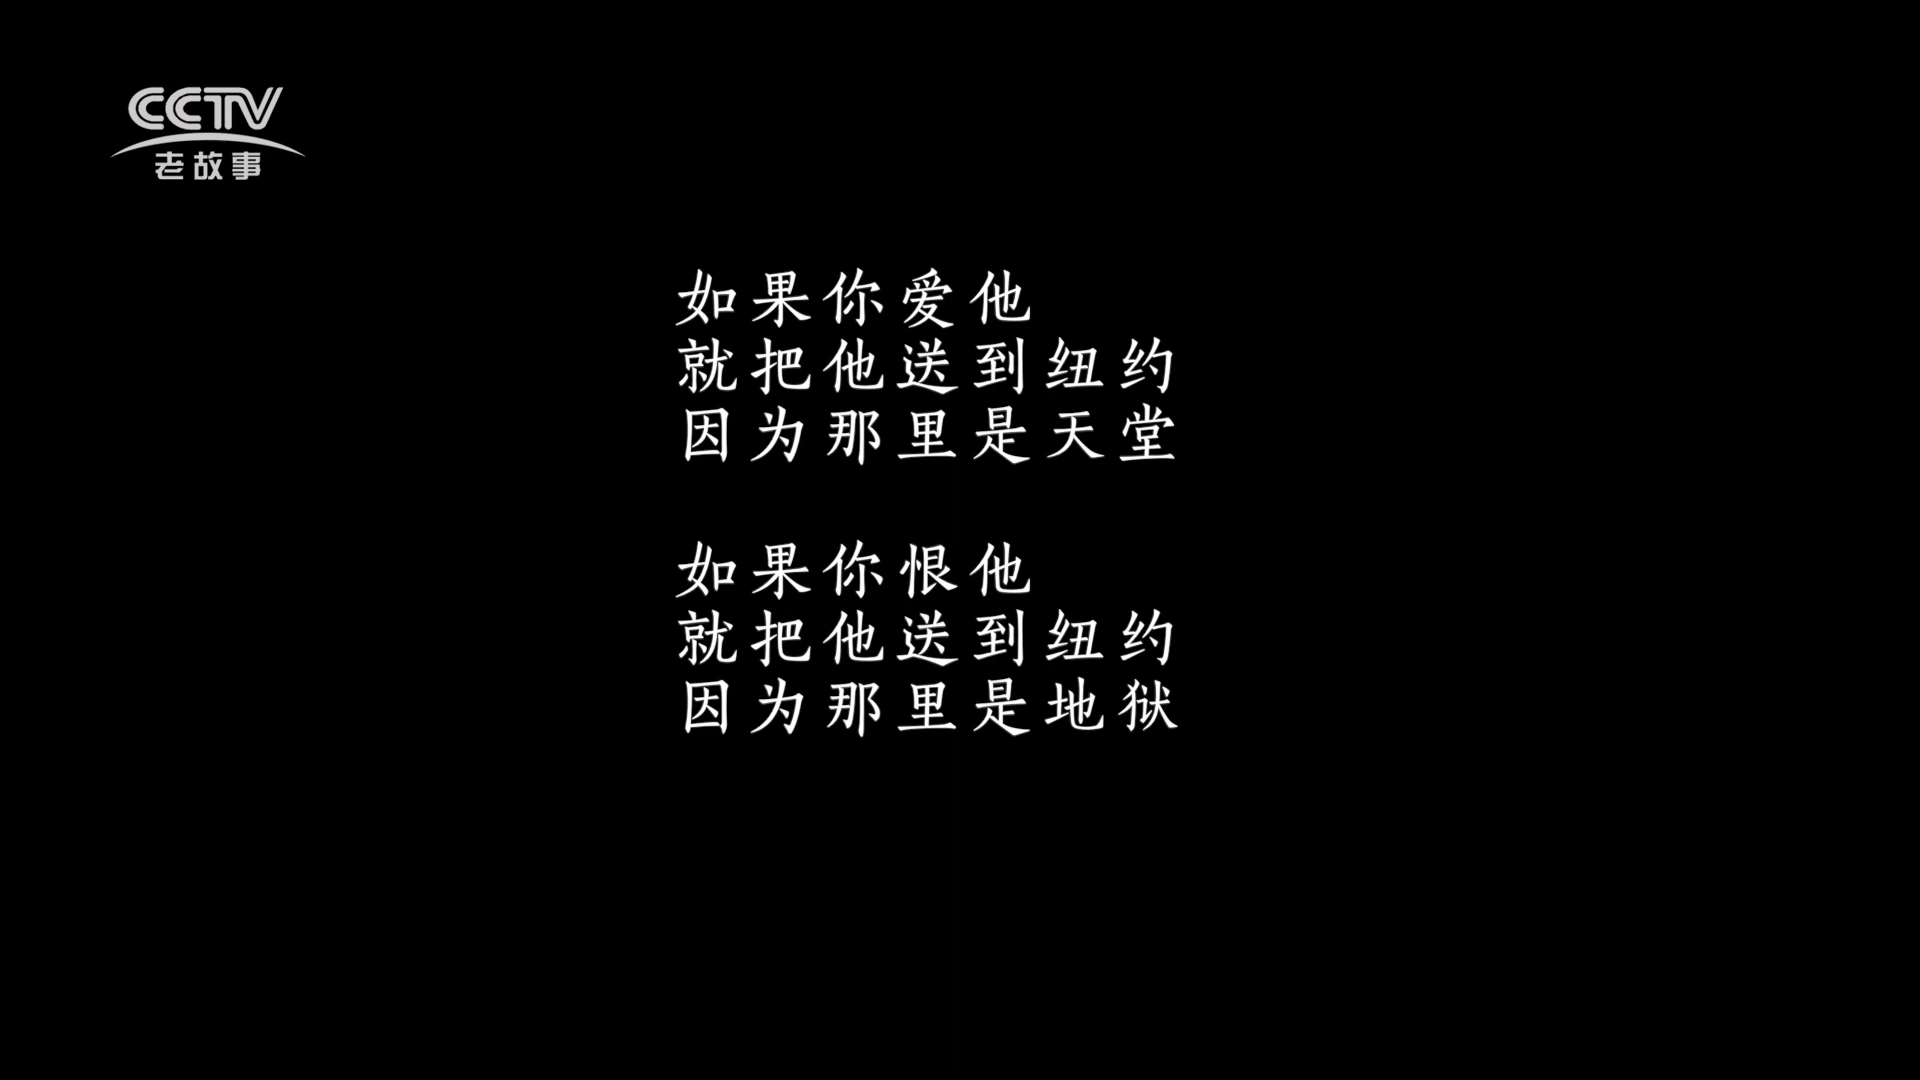 CCTV
老故事
如果你爱他
就把他送到纽约
因为那里是天堂
如果你恨他
就把他送到纽约
因为那里是地狱